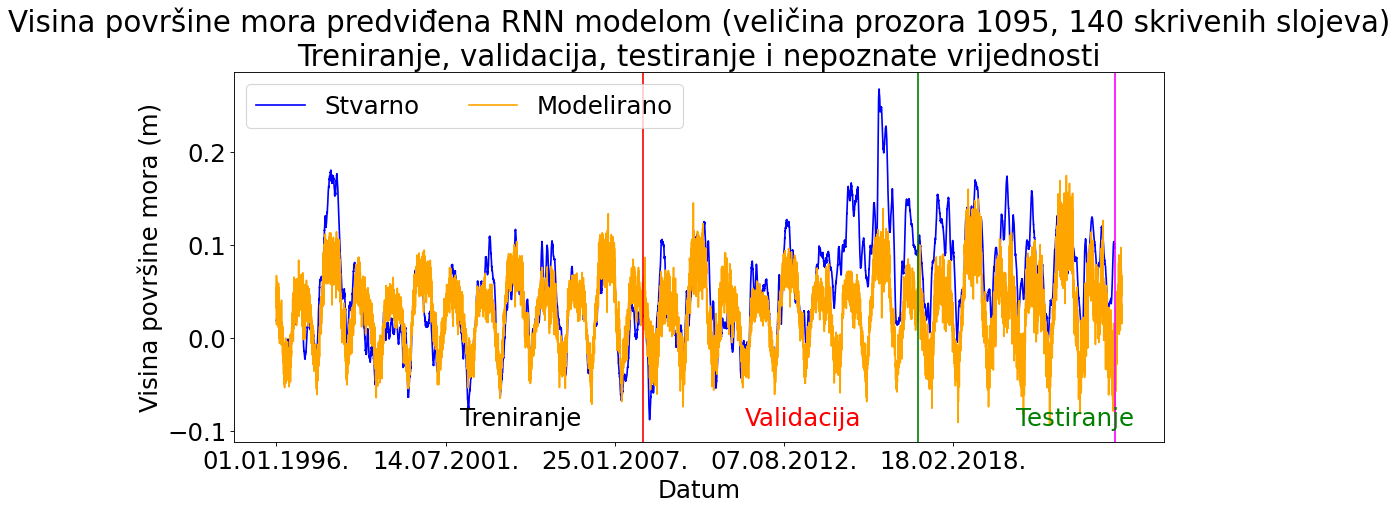 Visina površine mora predviđena RNN modelom (veličina prozora 1095, 140 skrivenih slojeva)
Treniranje, validacija, testiranje i nepoznate vrijednosti
Stvarno
Modelirano
Visina površine mora (m)
0.2
0.1
0.0
−0.1
Treniranje
Validacija
Testiranje
01.01.1996.
14.07.2001.
25.01.2007.
07.08.2012.
18.02.2018.
Datum